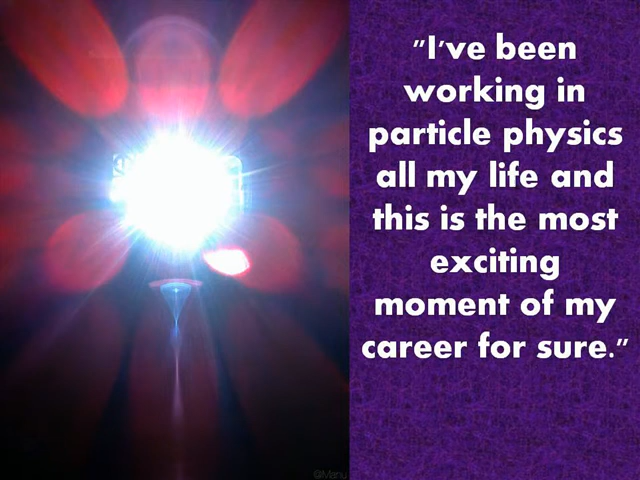 "I've been
working in
particle physics
all my life and
this is the most
exciting
moment of my
career for sure."
@Manu